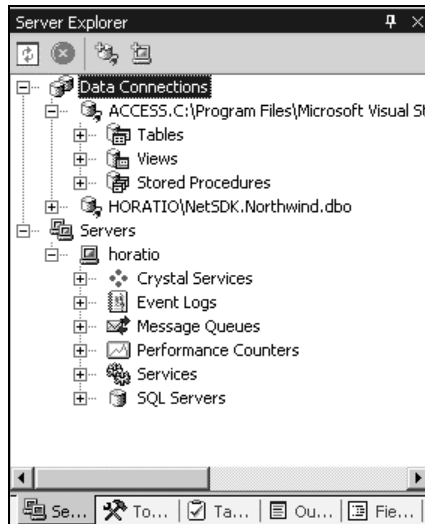 Server Explorer
Data Connections
ACCESS.C:\Program Files\Microsoft Visual St
Tables
Views
Stored Procedures
HORATIO\NetSDK.Northwind.dbo
Servers
horatio
Crystal Services
Event Logs
Message Queues
Performance Counters
Services
SQL Servers
Se... To... Ta... Ou... Fie...